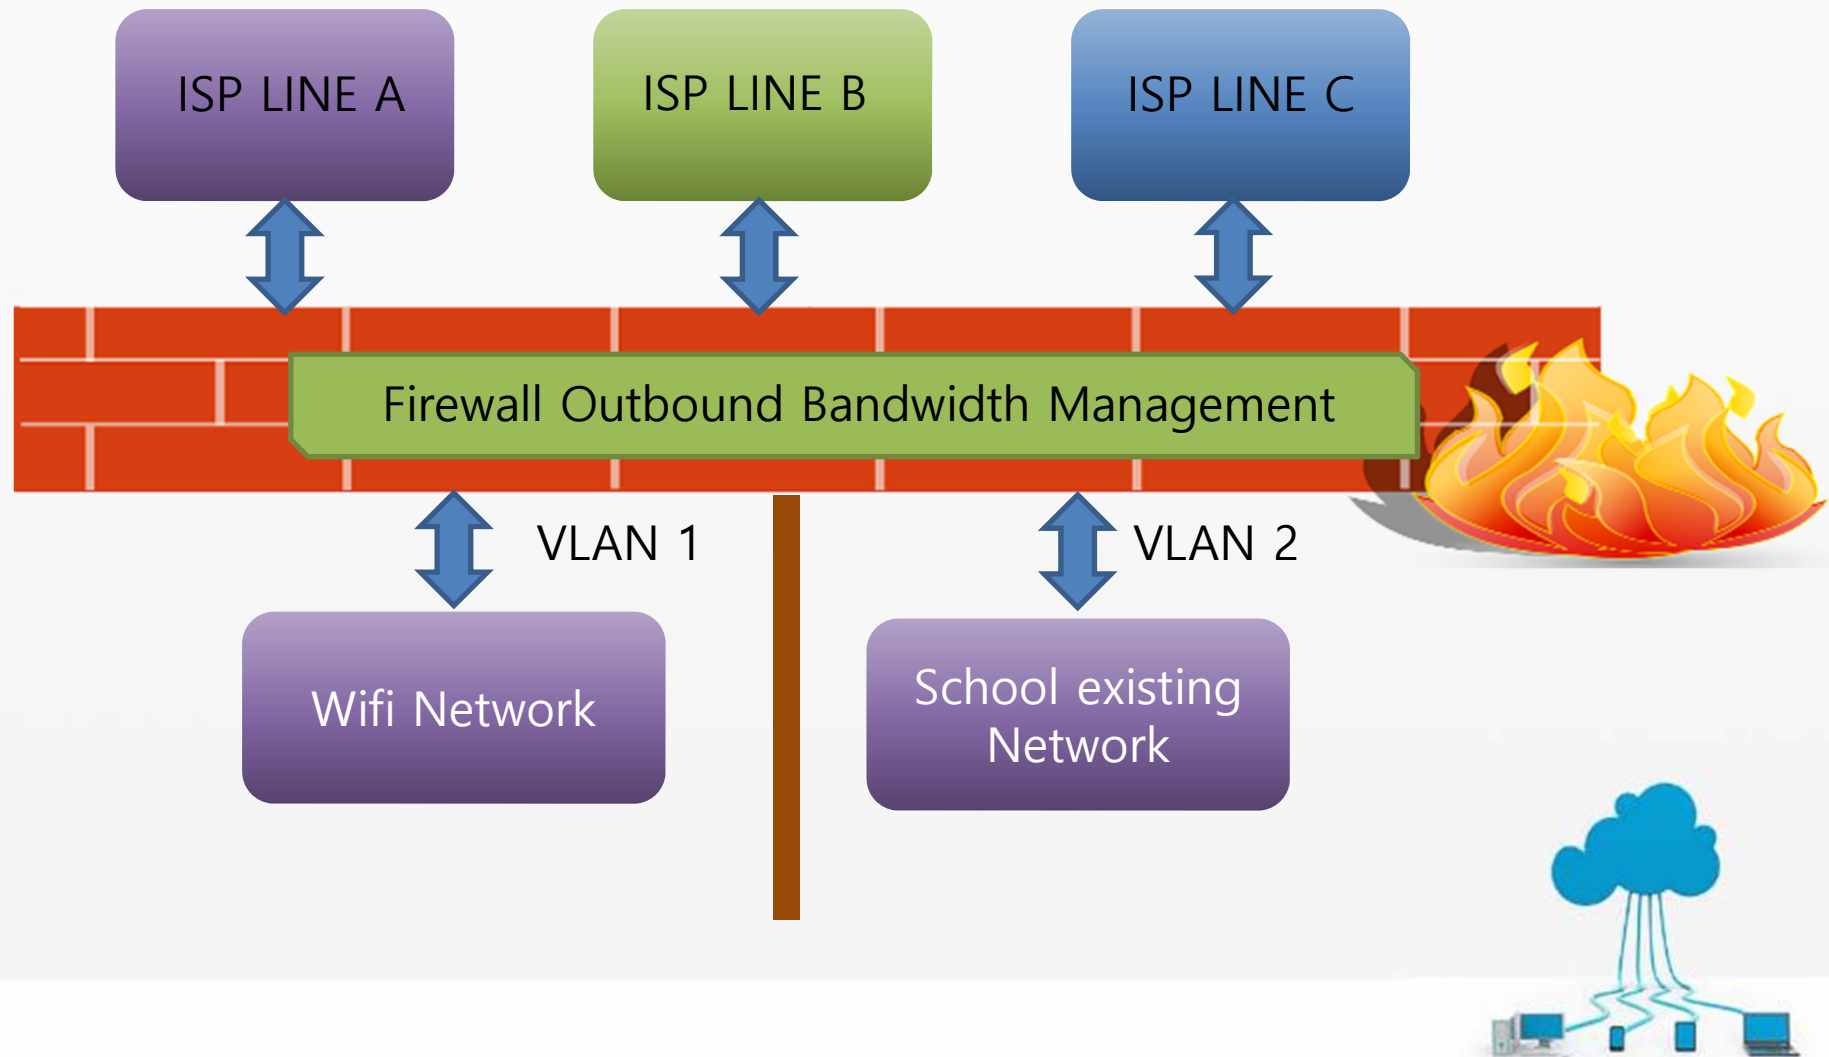 ISP LINE A
ISP LINE B
ISP LINE C
Firewall Outbound Bandwidth Management
VLAN 1
VLAN 2
Wifi Network
School existing
Network